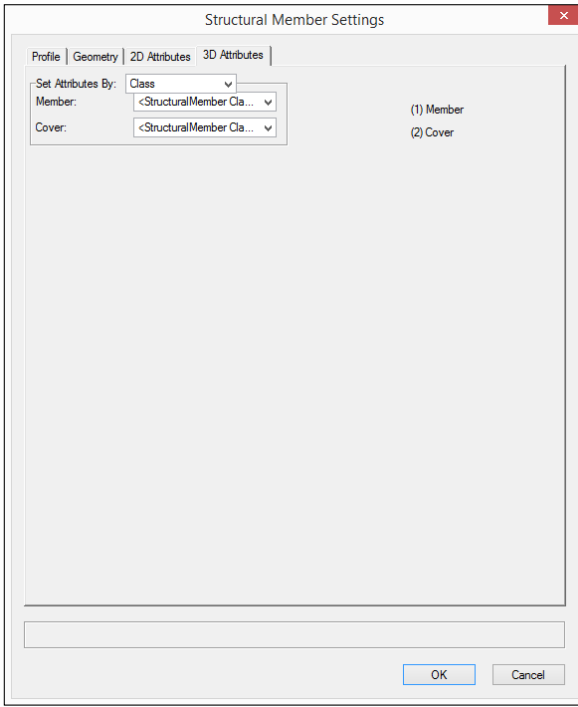 Structural Member Settings
Profile Geometry 2D Attributes 3D Attributes
Set Attributes By: Class
Member: <StructuralMember Cla...
(1) Member
Cover: <StructuralMember Cla...
(2) Cover
OK Cancel